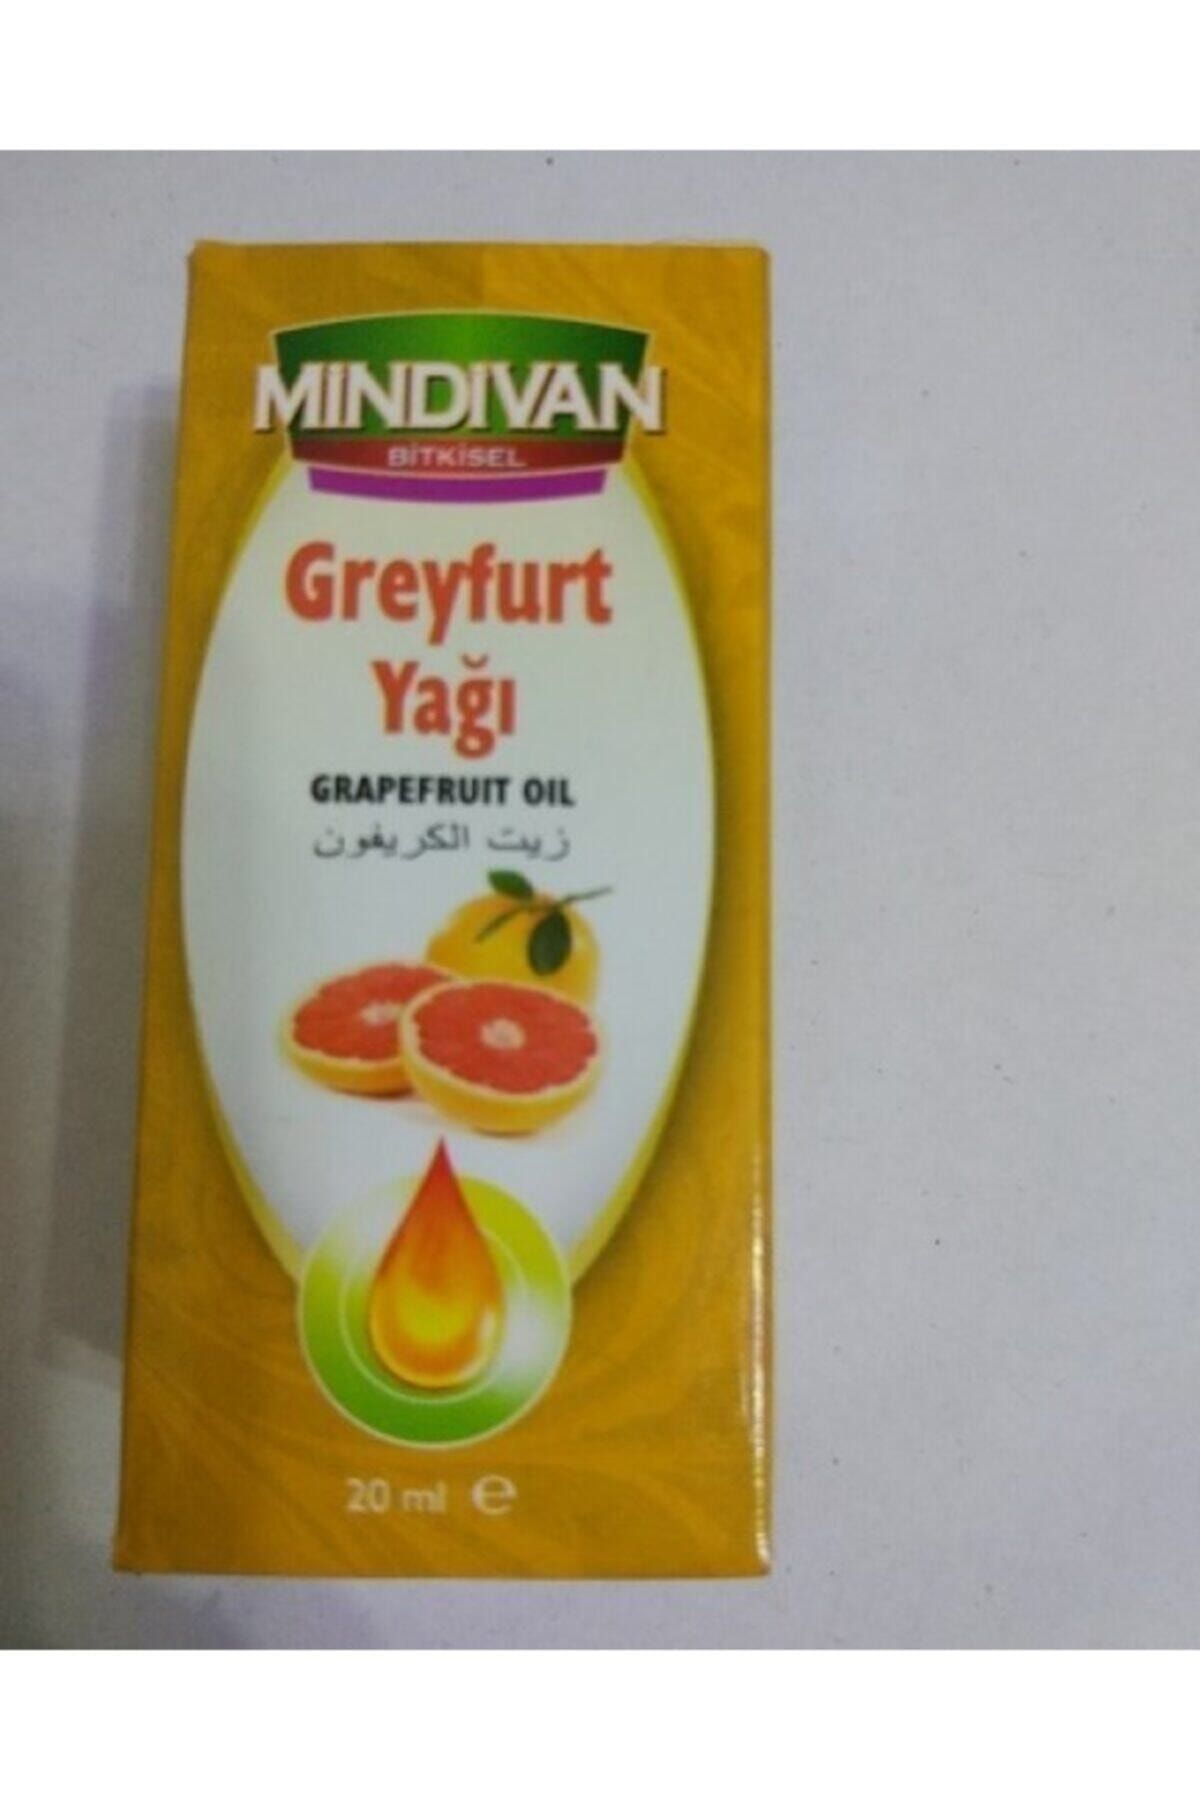 MINDIVAN
BİTKİSEL
Greyfurt
Yağı
GRAPEFRUIT OIL
زيت الكريفون
20 ml ℮